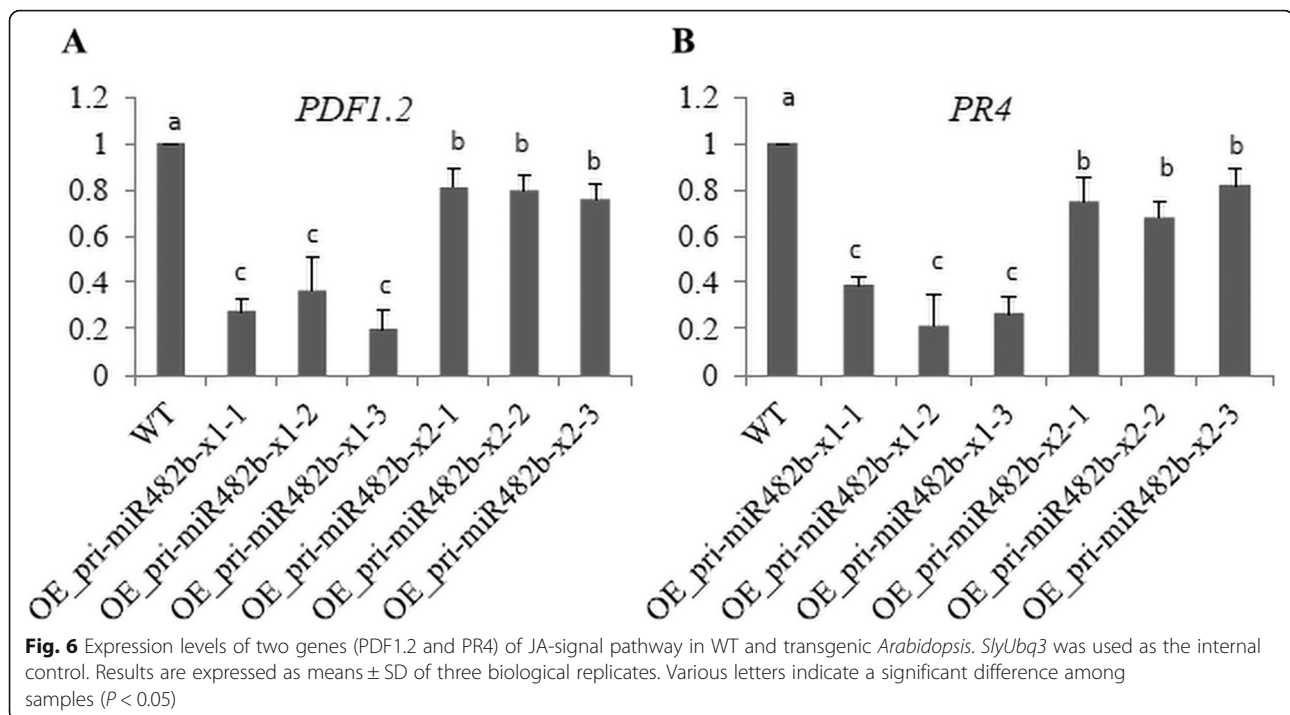 A
PDF1.2
1.2
1
0.8
0.6
0.4
0.2
0
a
c
c
c
b
b
b
WT
OE_pri-miR482b-x1-1
OE_pri-miR482b-x1-2
OE_pri-miR482b-x1-3
OE_pri-miR482b-x2-1
OE_pri-miR482b-x2-2
OE_pri-miR482b-x2-3
B
PR4
1.2
1
0.8
0.6
0.4
0.2
0
a
c
c
c
b
b
b
WT
OE_pri-miR482b-x1-1
OE_pri-miR482b-x1-2
OE_pri-miR482b-x1-3
OE_pri-miR482b-x2-1
OE_pri-miR482b-x2-2
OE_pri-miR482b-x2-3
Fig. 6 Expression levels of two genes (PDF1.2 and PR4) of JA-signal pathway in WT and transgenic Arabidopsis. SlyUbq3 was used as the internal
control. Results are expressed as means ± SD of three biological replicates. Various letters indicate a significant difference among
samples (P < 0.05)